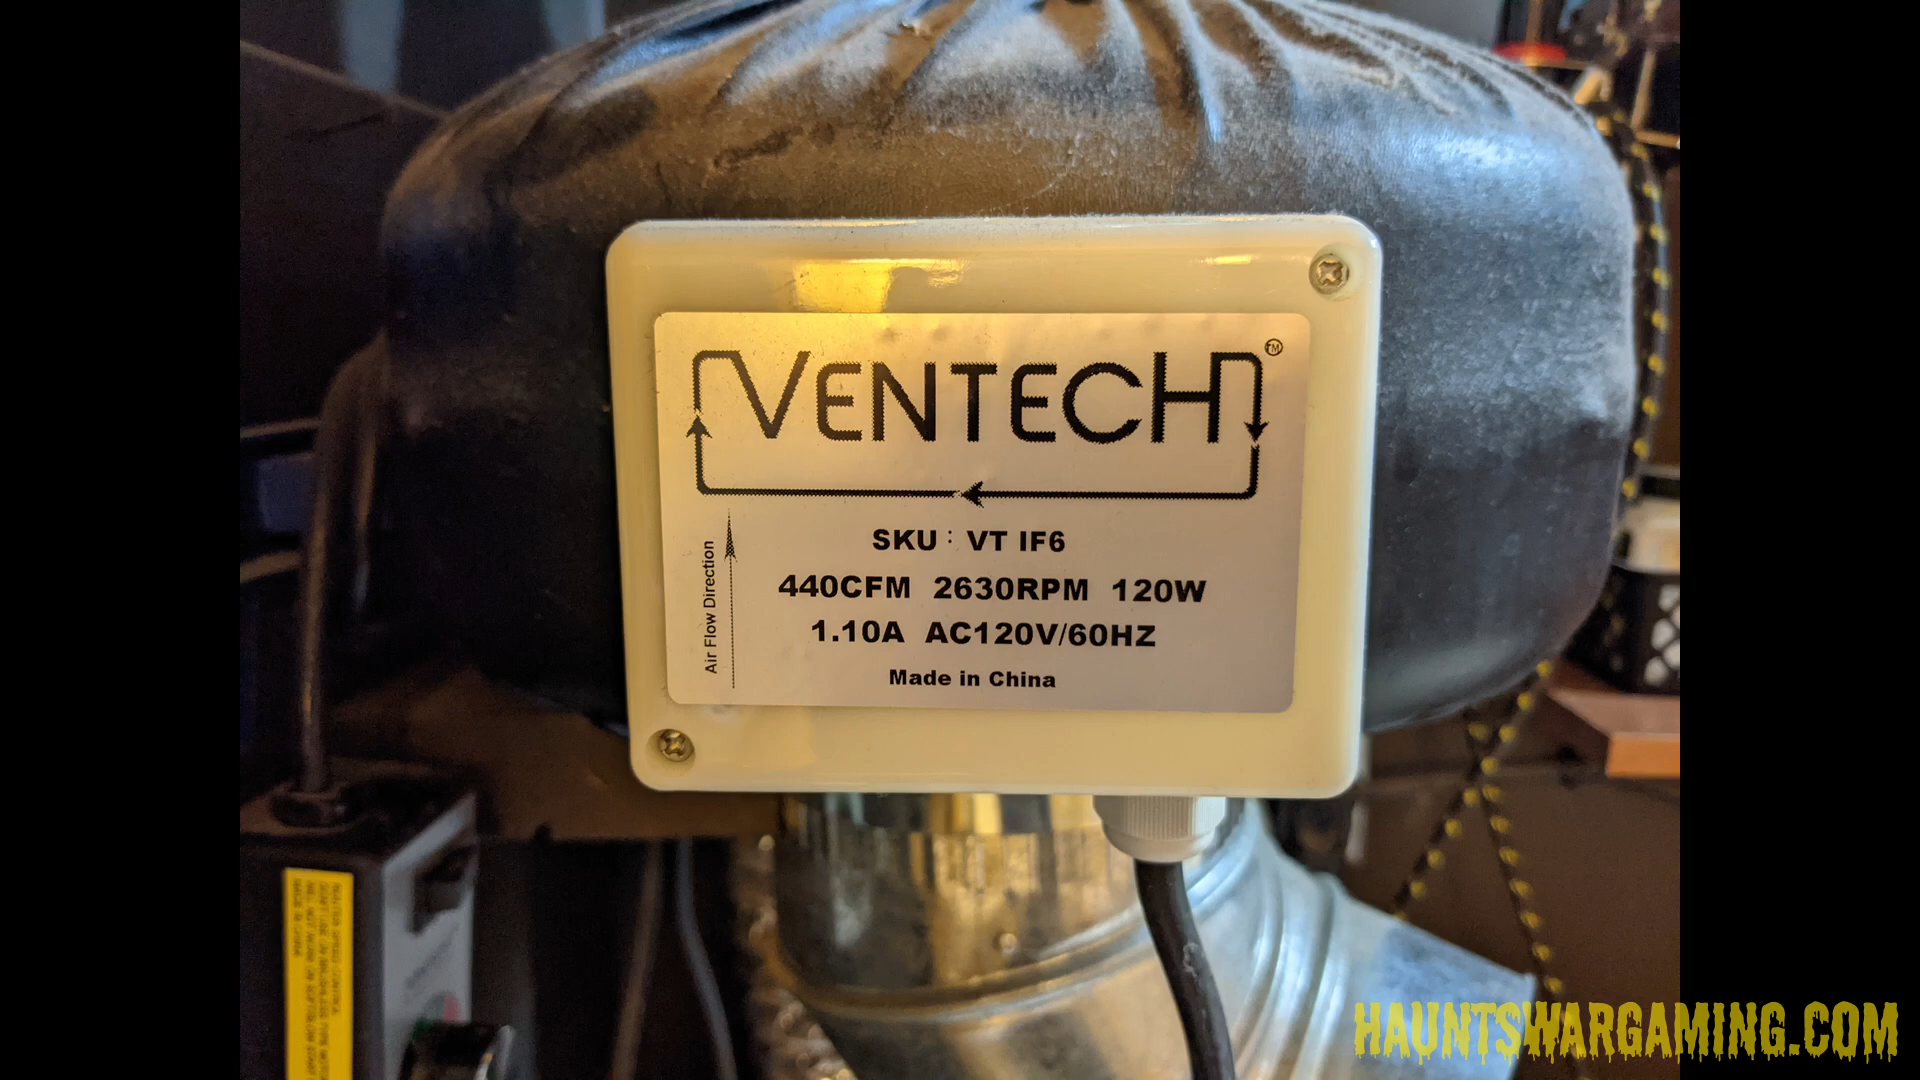 VENTECH
TM
SKU: VT IF6
440CFM 2630RPM 120W
1.10A AC120V/60HZ
Made in China
Air Flow Direction
HAUNTSWARGAMING.COM